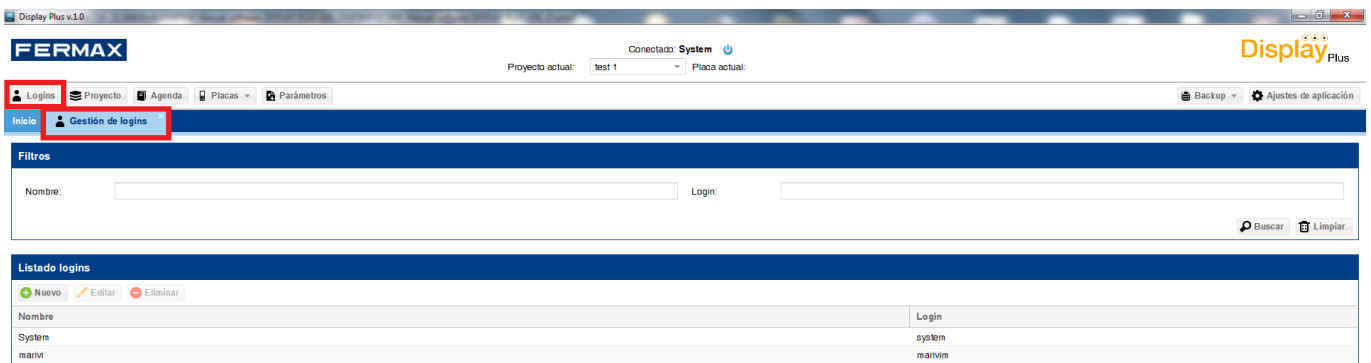 Display Plus v.1.0
FERMAX
Conectado: System
Display Plus
Proyecto actual: test 1 Placa actual:
Logins Proyecto Agenda Placas Parámetros Backup Ajustes de aplicación
Inicio Gestión de logins
Filtros
Nombre: Login:
Buscar Limpiar
Listado logins
Nuevo Editar Eliminar
Nombre Login
System system
marivi marivim